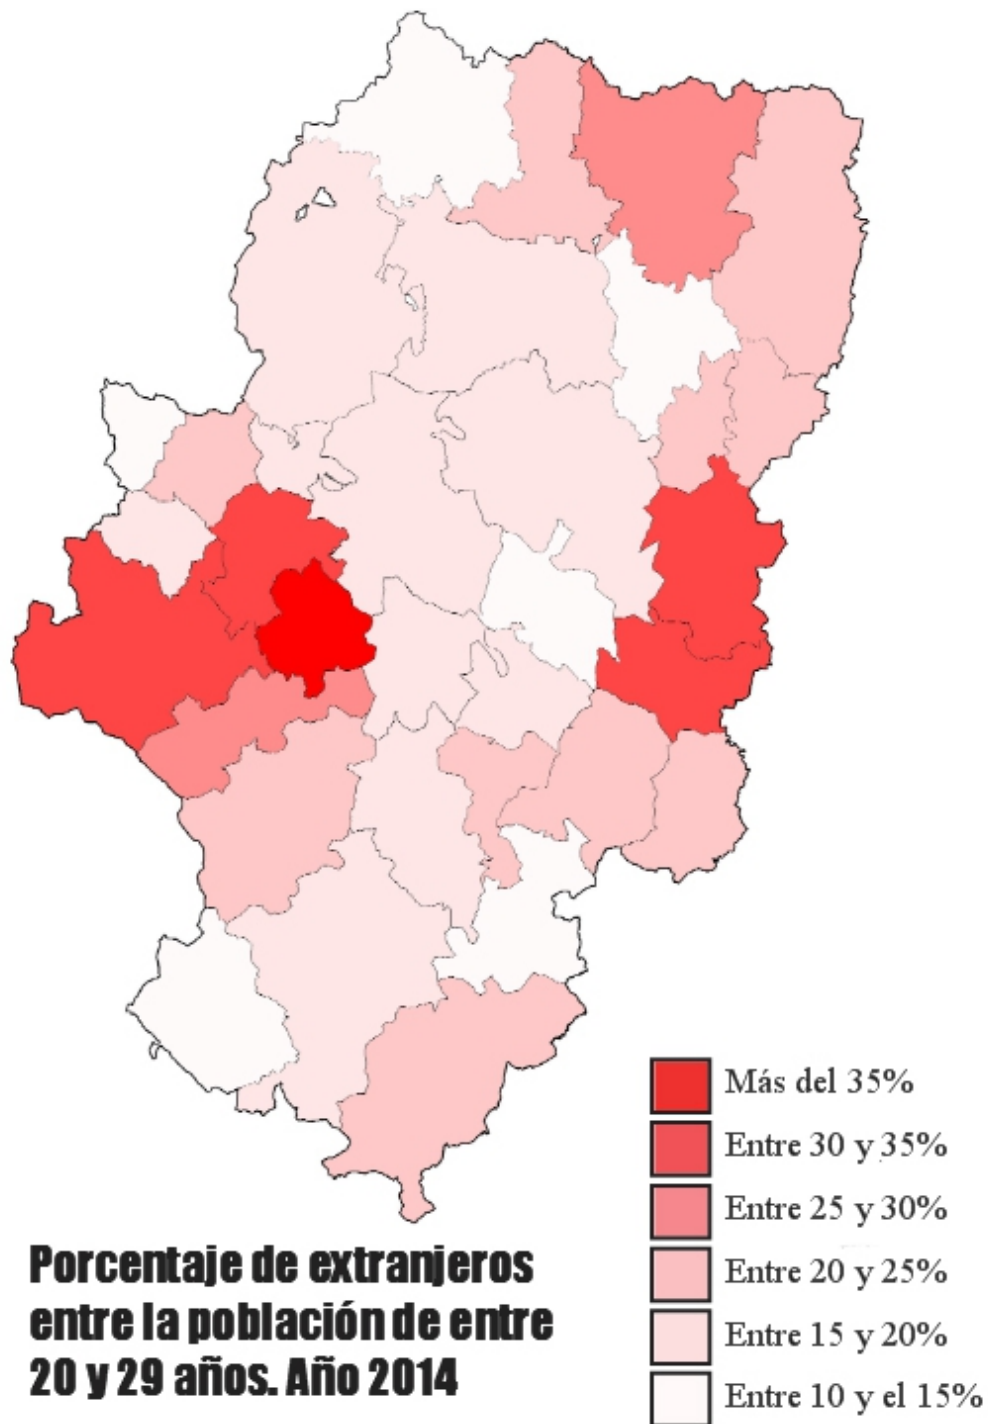 Más del 35%
Entre 30 y 35%
Entre 25 y 30%
Entre 20 y 25%
Entre 15 y 20%
Entre 10 y el 15%
Porcentaje de extranjeros
entre la población de entre
20 y 29 años. Año 2014